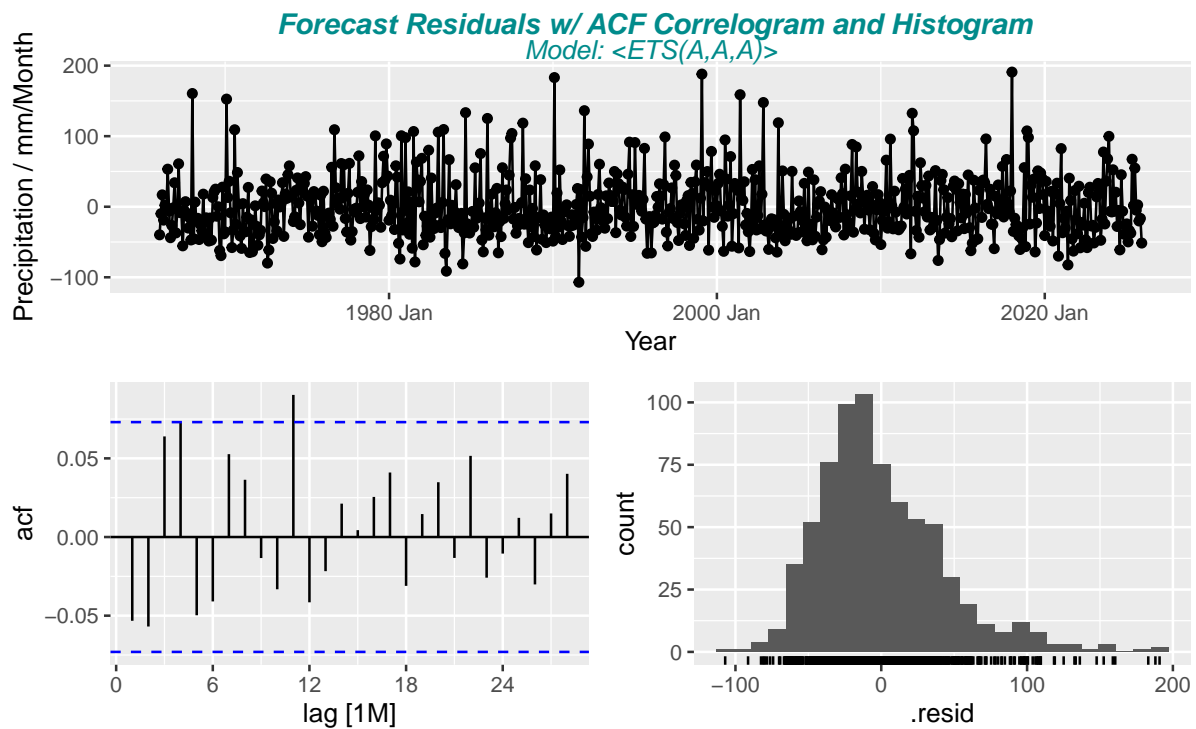 Forecast Residuals w/ ACF Correlogram and Histogram
Model: <ETS(A,A,A)>
Precipitation / mm/Month
200
100
0
−100
1980 Jan
2000 Jan
2020 Jan
Year
acf
0.05
0.00
−0.05
0
6
12
18
24
lag [1M]
count
100
75
50
25
0
−100
0
100
200
.resid